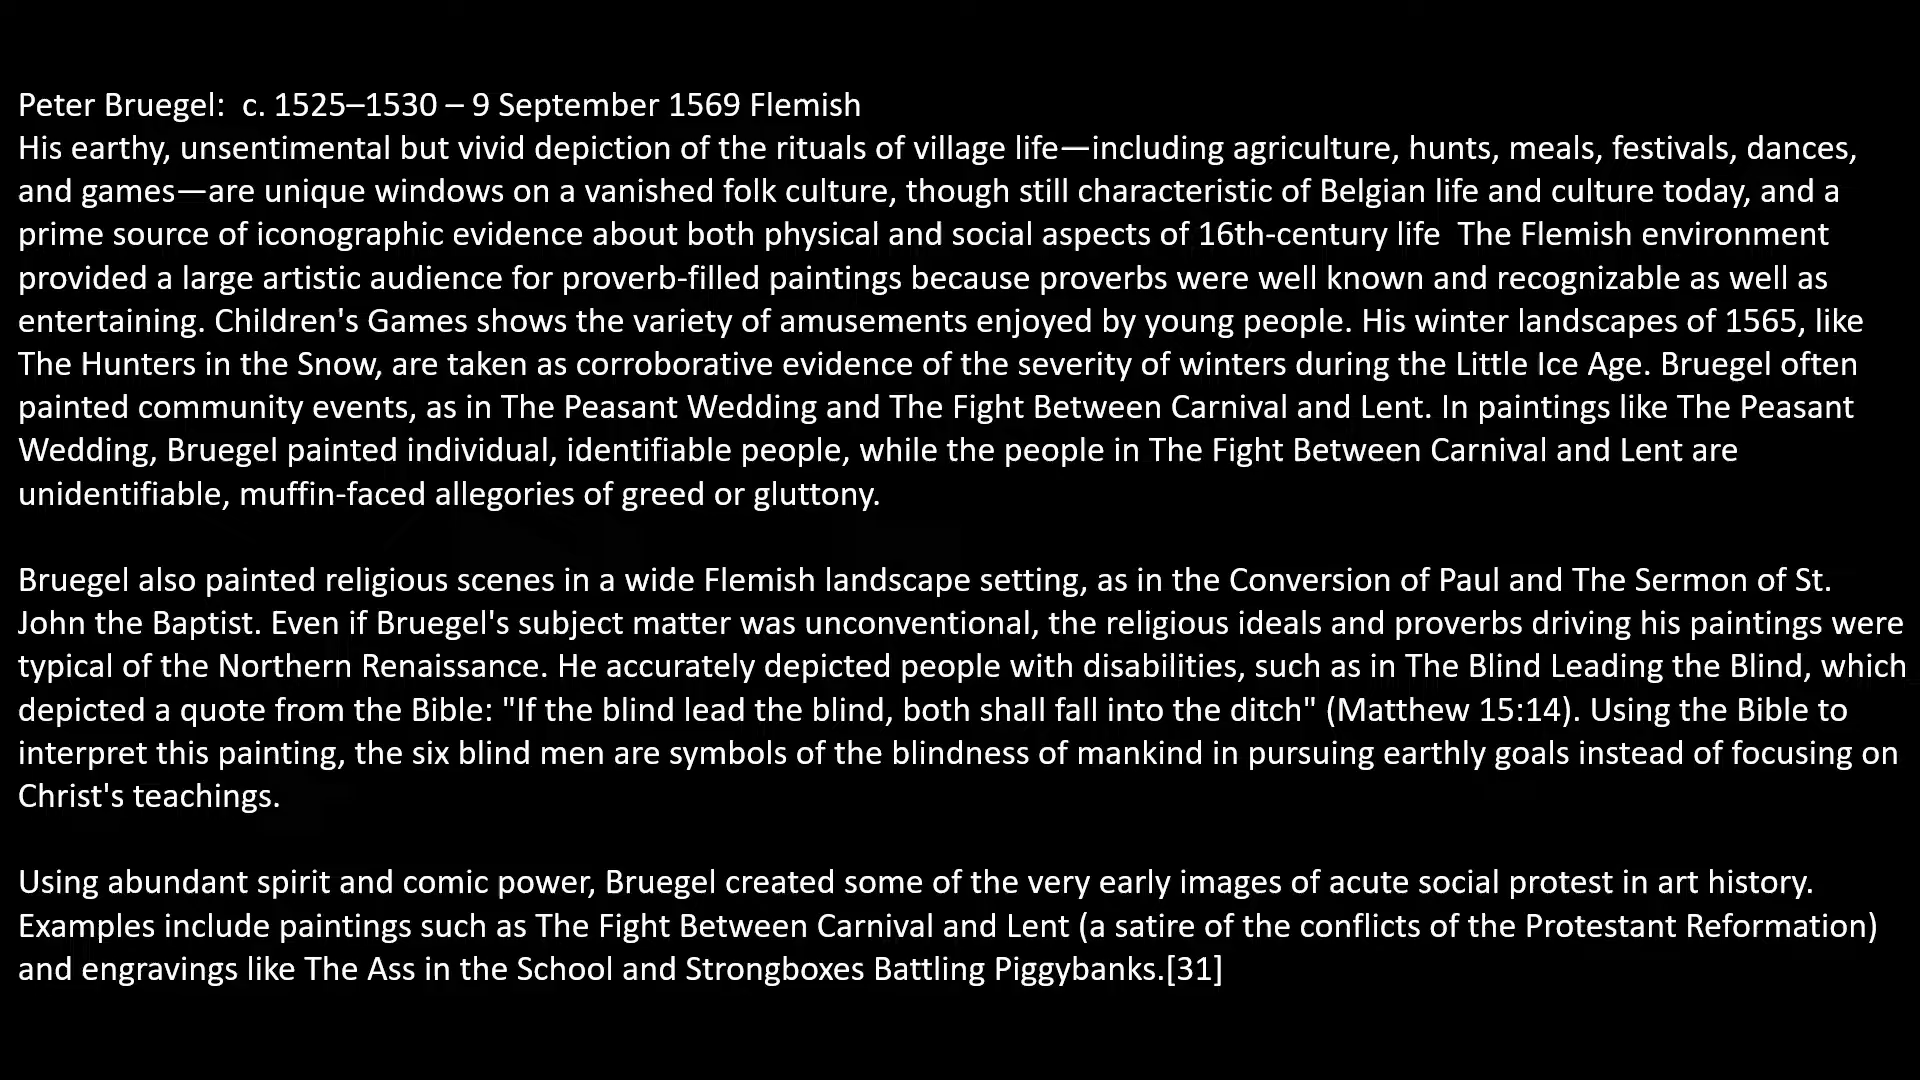 Peter Bruegel:  c. 1525–1530 – 9 September 1569 Flemish
His earthy, unsentimental but vivid depiction of the rituals of village life—including agriculture, hunts, meals, festivals, dances,
and games—are unique windows on a vanished folk culture, though still characteristic of Belgian life and culture today, and a
prime source of iconographic evidence about both physical and social aspects of 16th-century life  The Flemish environment
provided a large artistic audience for proverb-filled paintings because proverbs were well known and recognizable as well as
entertaining. Children's Games shows the variety of amusements enjoyed by young people. His winter landscapes of 1565, like
The Hunters in the Snow, are taken as corroborative evidence of the severity of winters during the Little Ice Age. Bruegel often
painted community events, as in The Peasant Wedding and The Fight Between Carnival and Lent. In paintings like The Peasant
Wedding, Bruegel painted individual, identifiable people, while the people in The Fight Between Carnival and Lent are
unidentifiable, muffin-faced allegories of greed or gluttony.
Bruegel also painted religious scenes in a wide Flemish landscape setting, as in the Conversion of Paul and The Sermon of St.
John the Baptist. Even if Bruegel's subject matter was unconventional, the religious ideals and proverbs driving his paintings were
typical of the Northern Renaissance. He accurately depicted people with disabilities, such as in The Blind Leading the Blind, which
depicted a quote from the Bible: "If the blind lead the blind, both shall fall into the ditch" (Matthew 15:14). Using the Bible to
interpret this painting, the six blind men are symbols of the blindness of mankind in pursuing earthly goals instead of focusing on
Christ's teachings.
Using abundant spirit and comic power, Bruegel created some of the very early images of acute social protest in art history.
Examples include paintings such as The Fight Between Carnival and Lent (a satire of the conflicts of the Protestant Reformation)
and engravings like The Ass in the School and Strongboxes Battling Piggybanks.[31]